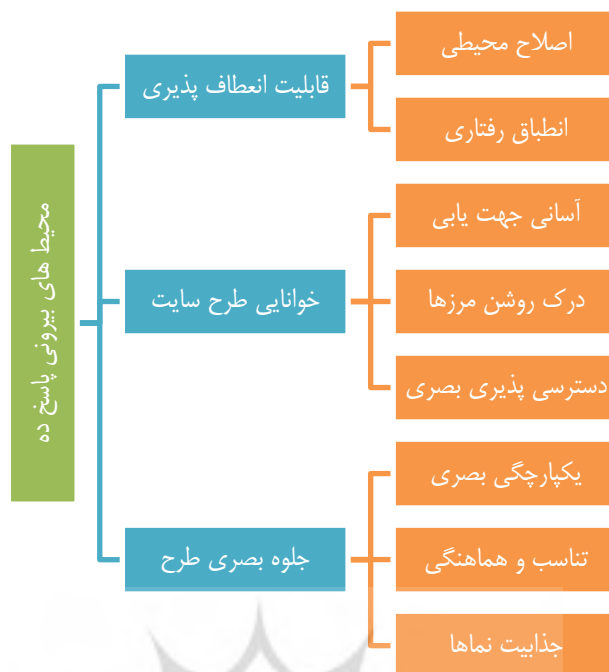 محیط های بیرونی پاسخ ده
قابلیت انعطاف پذیری
اصلاح محیطی
انطباق رفتاری
خوانایی طرح سایت
آسانی جهت یابی
درک روشن مرزها
دسترسی پذیری بصری
جلوه بصری طرح
یکپارچگی بصری
تناسب و هماهنگی
جذابیت نماها